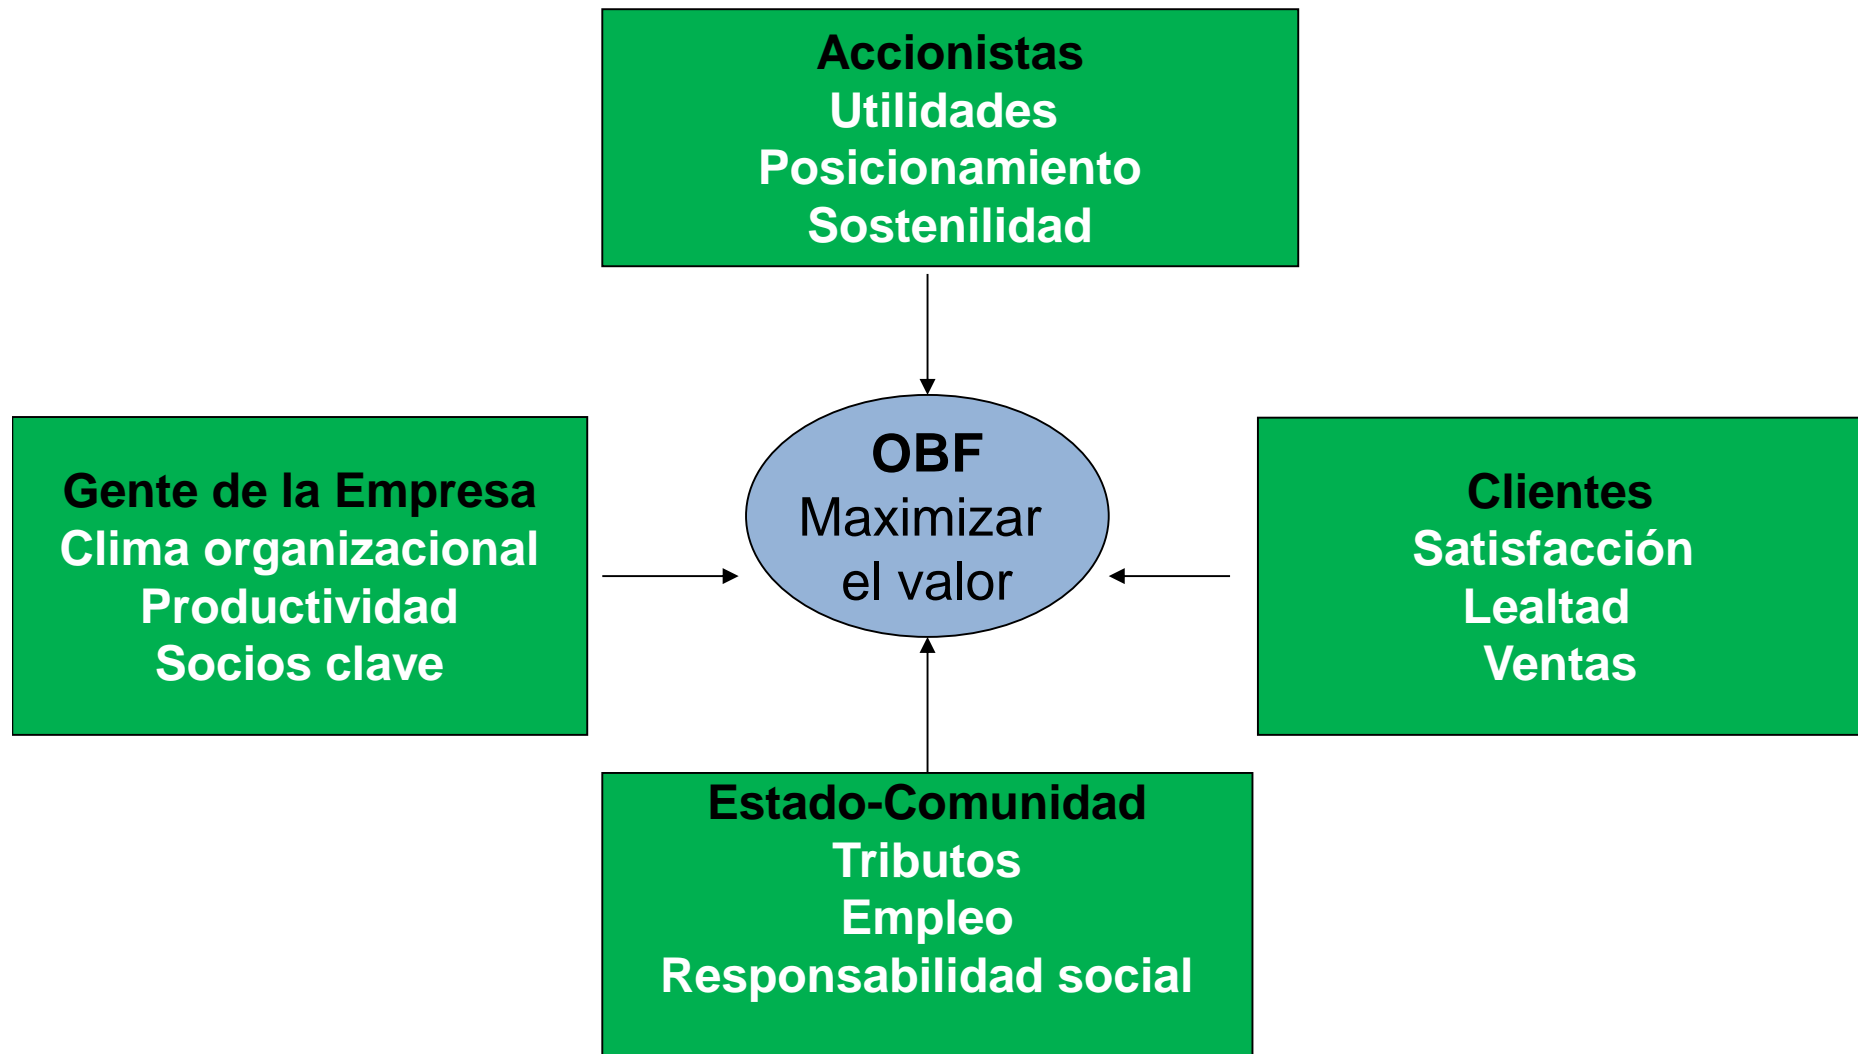 Accionistas
Utilidades
Posicionamiento
Sostenilidad
OBF
Maximizar
el valor
Gente de la Empresa
Clima organizacional
Productividad
Socios clave
Clientes
Satisfacción
Lealtad
Ventas
Estado-Comunidad
Tributos
Empleo
Responsabilidad social